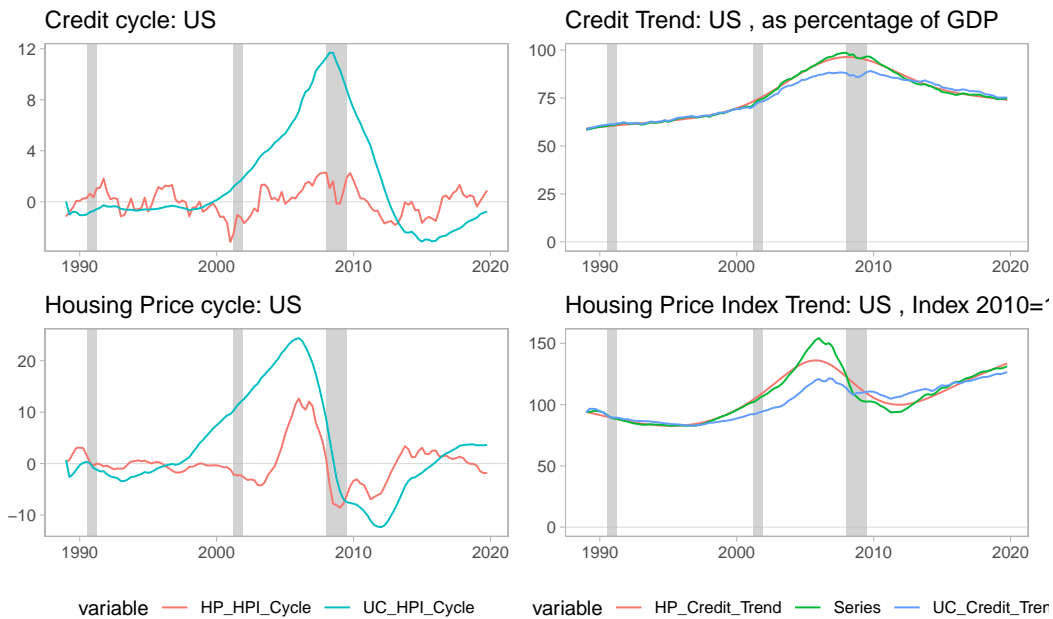 Credit cycle: US
12
8
4
0
1990 2000 2010 2020
Credit Trend: US , as percentage of GDP
100
75
50
25
0
1990 2000 2010 2020
Housing Price cycle: US
20
10
0
−10
1990 2000 2010 2020
Housing Price Index Trend: US , Index 2010=1
150
100
50
0
1990 2000 2010 2020
variable HP_HPI_Cycle UC_HPI_Cycle
variable HP_Credit_Trend Series UC_Credit_Tren